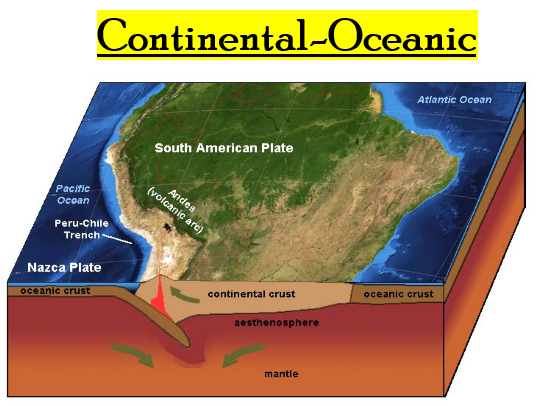 Continental-Oceanic
Atlantic Ocean
South American Plate
Pacific
Ocean
Andes
(volcanic arc)
Peru-Chile
Trench
Nazca Plate
oceanic crust
continental crust
oceanic crust
aesthenosphere
mantle